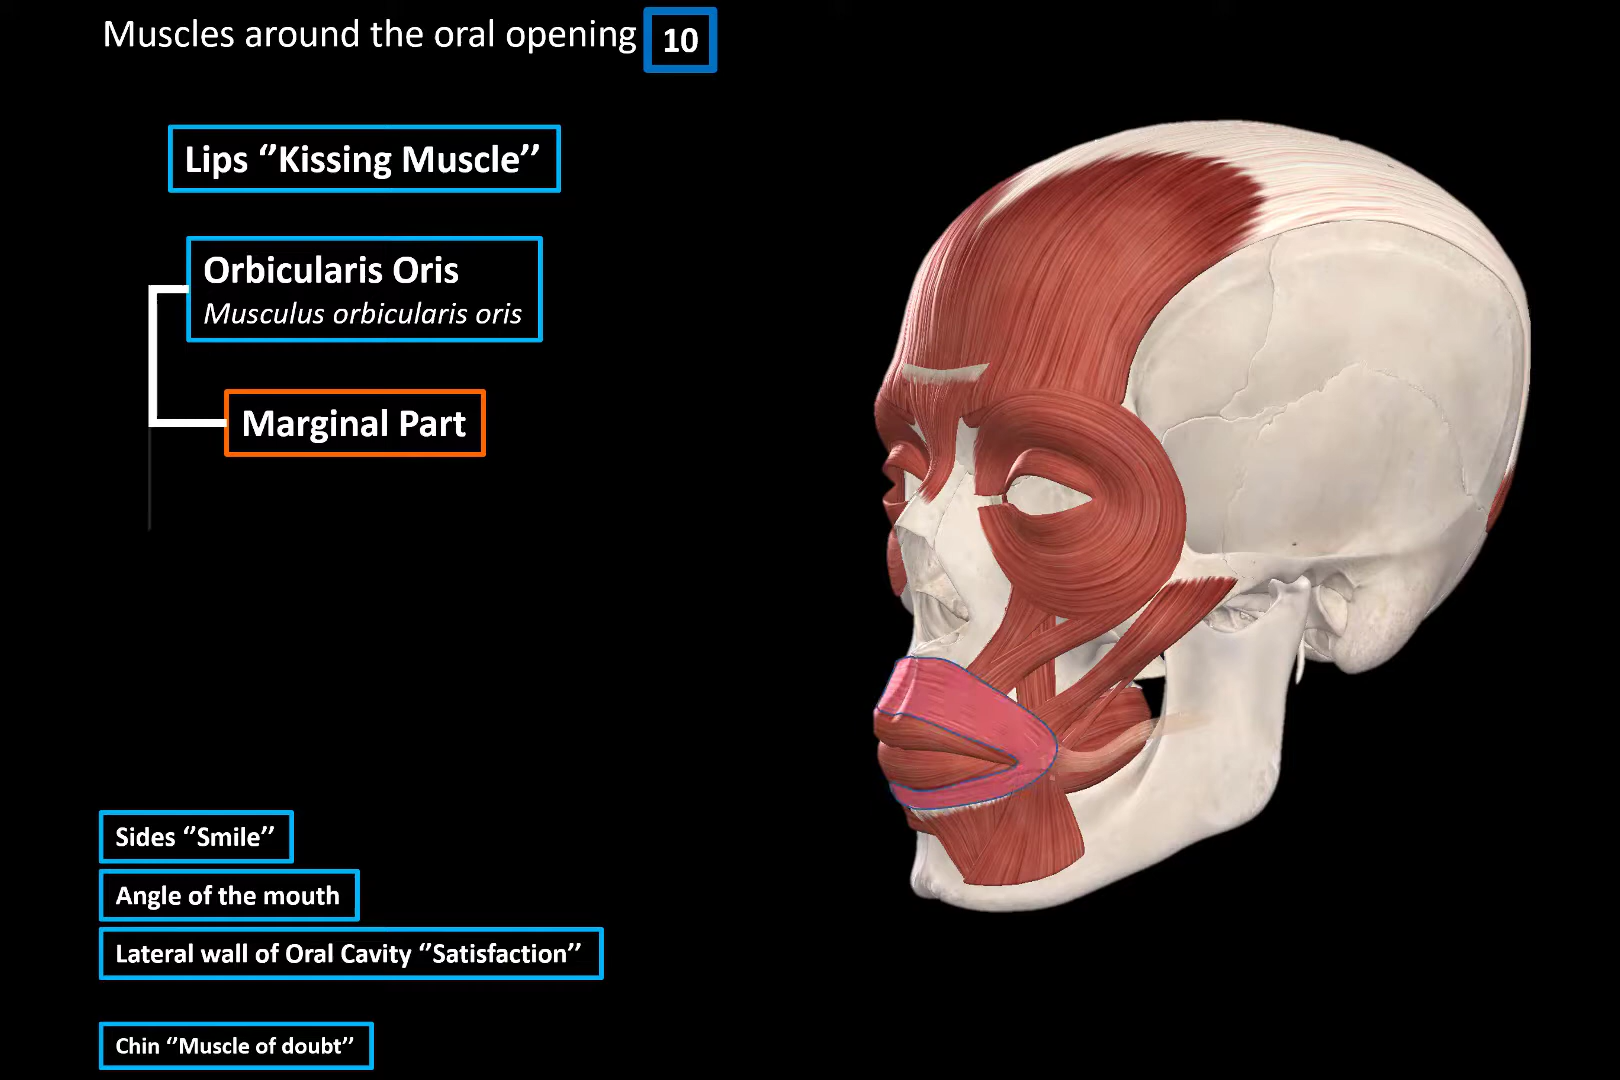 Muscles around the oral opening 10
Lips ‘’Kissing Muscle’’
Orbicularis Oris
Musculus orbicularis oris
Marginal Part
Sides ‘’Smile’’
Angle of the mouth
Lateral wall of Oral Cavity ‘’Satisfaction’’
Chin ‘’Muscle of doubt’’